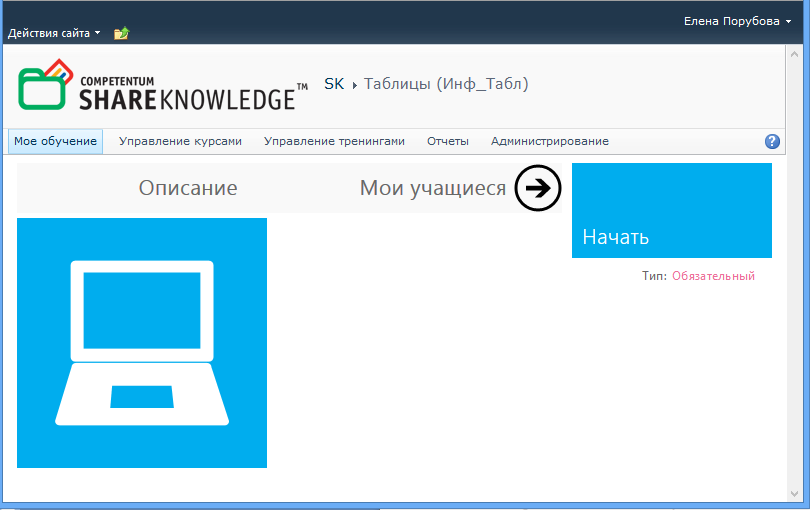 Елена Порубова
Действия сайта
COMPETENTUM
SHAREKNOWLEDGE™
SK ▸ Таблицы (Инф_Табл)
Мое обучение Управление курсами Управление тренингами Отчеты Администрирование ?
Описание Мои учащиеся
Начать
Тип: Обязательный